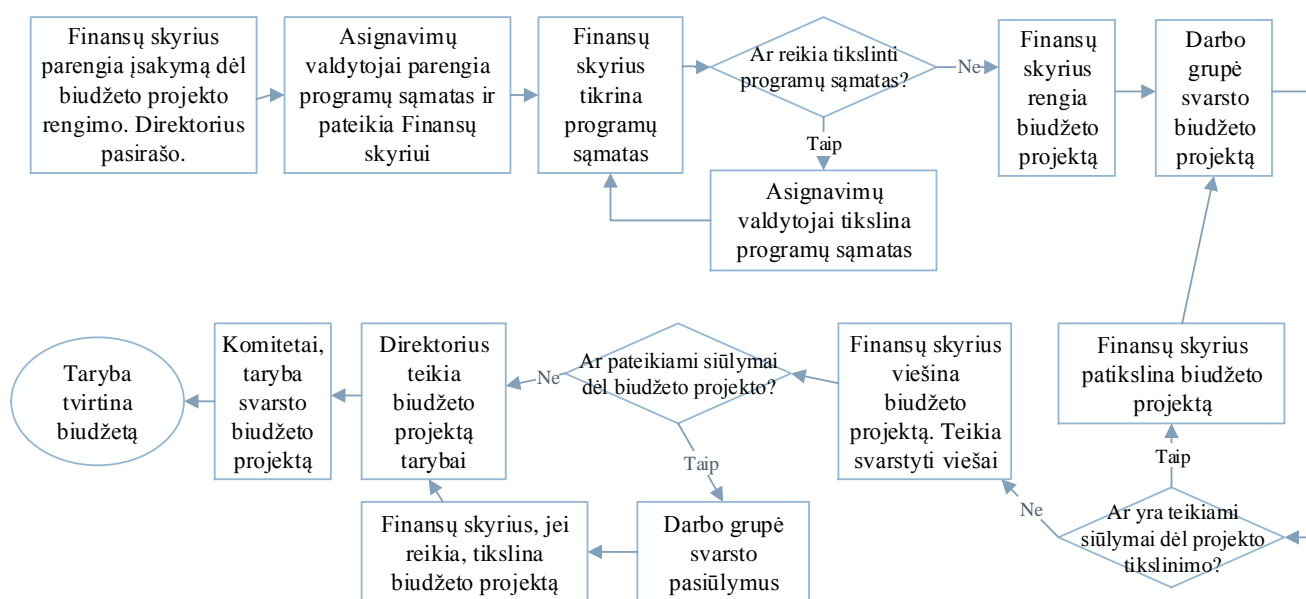 Finansų skyrius
parengia įsakymą dėl
biudžeto projekto
rengimo. Direktorius
pasirašo.
Asignavimų
valdytojai parengia
programų sąmatas ir
pateikia Finansų
skyriui
Finansų
skyrius
tikrina
programų
sąmatas
Ar reikia tikslinti
programų sąmatas?
Ne
Taip
Asignavimų
valdytojai tikslina
programų sąmatas
Finansų
skyrius
rengia
biudžeto
projektą
Darbo
grupė
svarsto
biudžeto
projektą
Ar yra teikiami
siūlymai dėl projekto
tikslinimo?
Taip
Finansų skyrius
patikslina biudžeto
projektą
Ne
Finansų skyrius
viešina
biudžeto
projektą. Teikia
svarstyti viešai
Ar pateikiami siūlymai
dėl biudžeto projekto?
Ne
Taip
Darbo grupė
svarsto
pasiūlymus
Finansų skyrius, jei
reikia, tikslina
biudžeto projektą
Direktorius
teikia
biudžeto
projektą
tarybai
Komitetai,
taryba
svarsto
biudžeto
projektą
Taryba
tvirtina
biudžetą